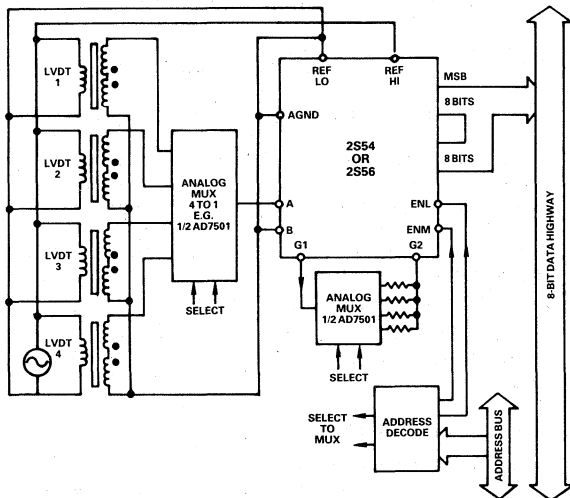 LVDT
1
LVDT
2
LVDT
3
LVDT
4
ANALOG
MUX
4 TO 1
E.G.
1/2 AD7501
SELECT
REF
LO
REF
HI
AGND
2S54
OR
2S56
A
B
G1
G2
ENL
ENM
MSB
8 BITS
8 BITS
ANALOG
MUX
1/2 AD7501
SELECT
SELECT
TO
MUX
ADDRESS
DECODE
ADDRESS BUS
8-BIT DATA HIGHWAY